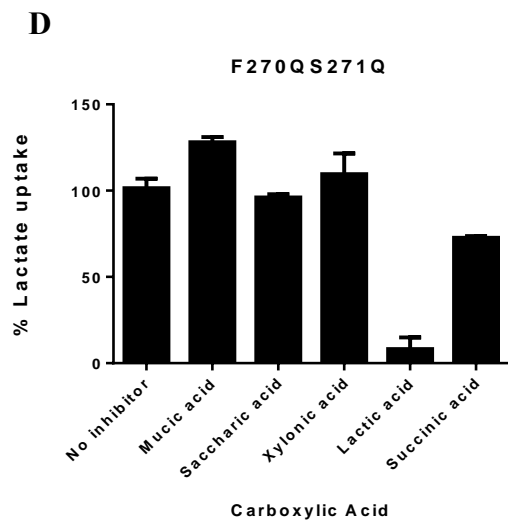 D
F270QS271Q
% Lactate uptake
150
100
50
0
No inhibitor
Mucic acid
Saccharic acid
Xylonic acid
Lactic acid
Succinic acid
Carboxylic Acid